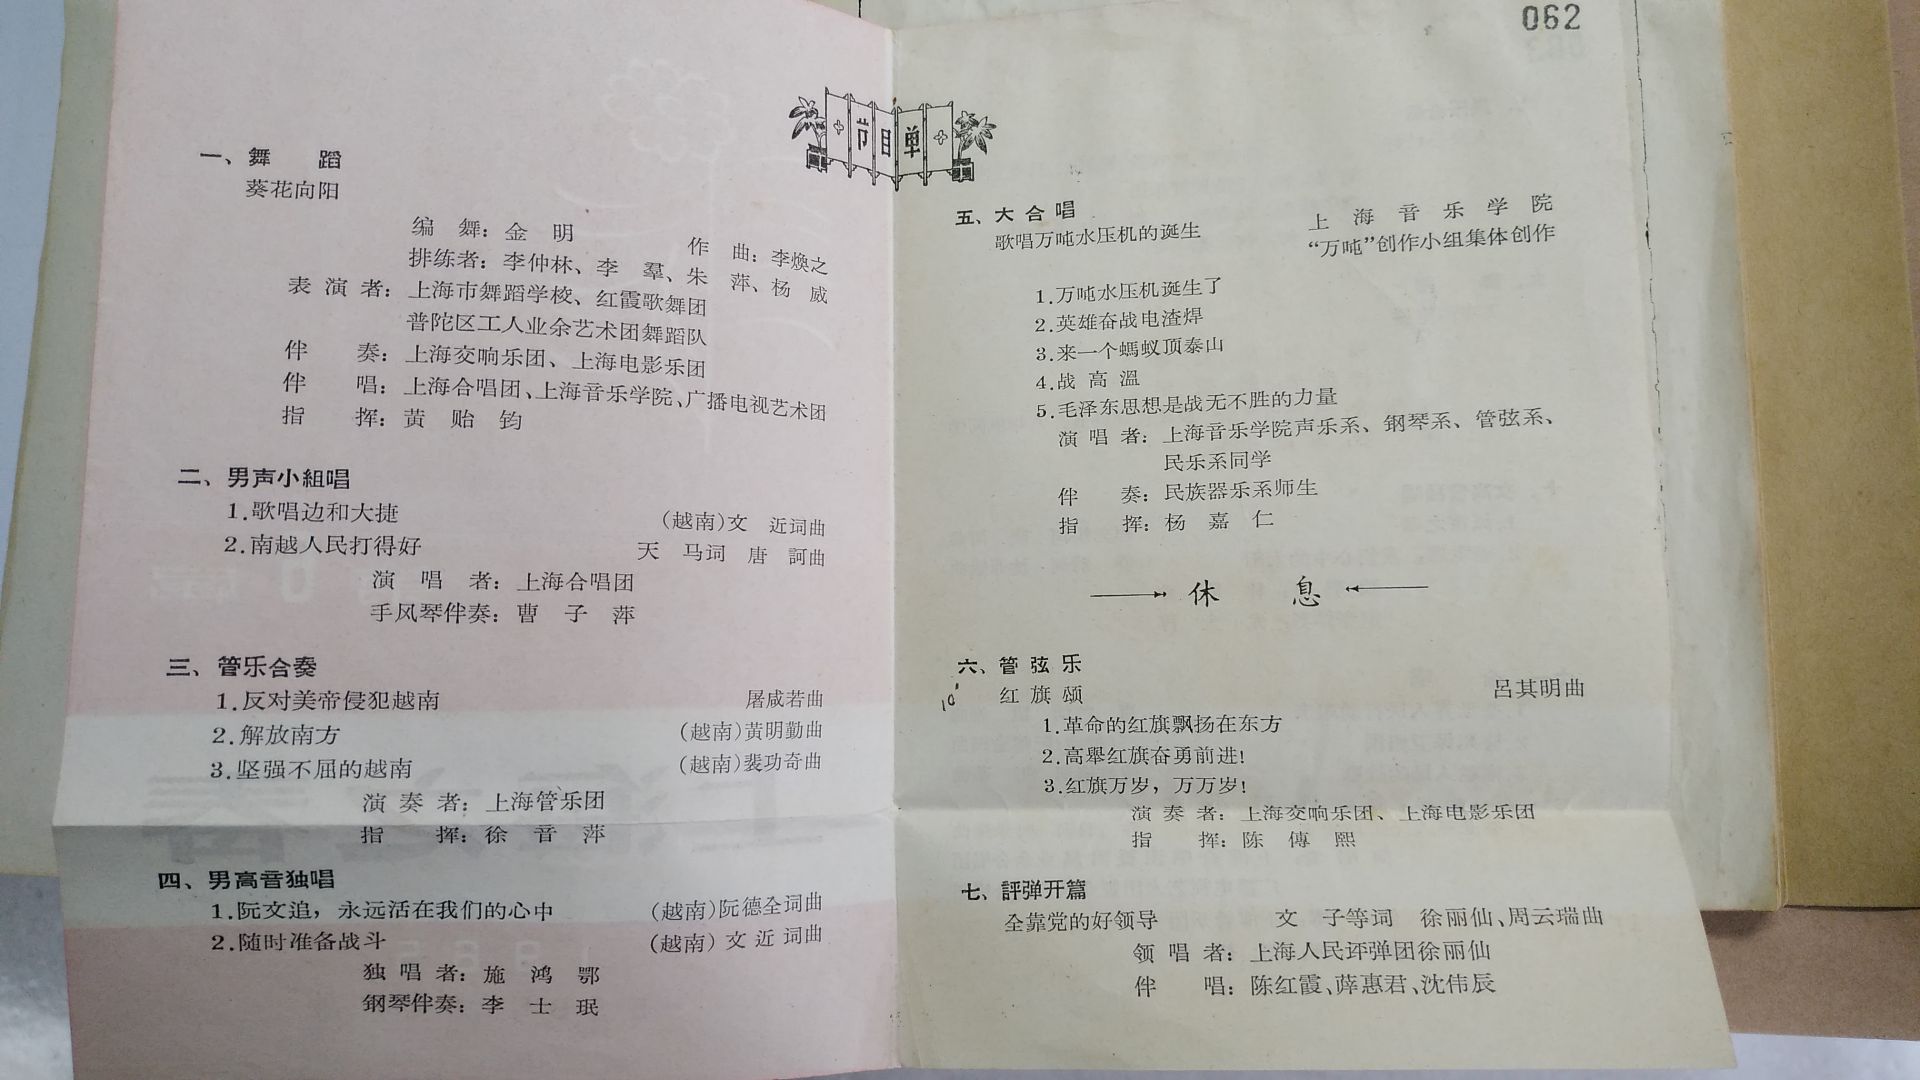 062
节目单
一、舞 蹈
葵花向阳
编 舞：金 明 作 曲：李焕之
排练者：李仲林、李 羣、朱 萍、杨 威
表演者：上海市舞蹈学校、红霞歌舞团
普陀区工人业余艺术团舞蹈队
伴 奏：上海交响乐团、上海电影乐团
伴 唱：上海合唱团、上海音乐学院、广播电视艺术团
指 挥：黄 贻 钧
二、男声小組唱
1.歌唱边和大捷 (越南)文 近词曲
2.南越人民打得好 天 马词 唐 訶曲
演 唱 者：上海合唱团
手风琴伴奏：曹 子 萍
三、管乐合奏
1.反对美帝侵犯越南 屠咸若曲
2.解放南方 (越南)黄明勤曲
3.坚强不屈的越南 (越南)裴功奇曲
演 奏 者：上海管乐团
指 挥：徐 音 萍
四、男高音独唱
1.阮文追，永远活在我们的心中 (越南)阮德全词曲
2.随时准备战斗 (越南)文 近 词曲
独 唱 者：施 鸿 鄂
钢琴伴奏：李 士 珉
五、大 合 唱 上 海 音 乐 学 院
歌唱万吨水压机的诞生 “万吨”创作小组集体创作
1.万吨水压机诞生了
2.英雄奋战电渣焊
3.来一个螞蚁顶泰山
4.战 高 溫
5.毛泽东思想是战无不胜的力量
演 唱 者：上海音乐学院声乐系、钢琴系、管弦系、
民乐系同学
伴 奏：民族器乐系师生
指 挥：杨 嘉 仁
休 息
六、管 弦 乐
红 旗 颂 呂其明曲
1.革命的红旗飘扬在东方
2.高舉红旗奋勇前进！
3.红旗万岁，万万岁！
演 奏 者：上海交响乐团、上海电影乐团
指 挥：陈 傳 熙
七、評弹开篇
全靠党的好领导 文 子等词 徐丽仙、周云瑞曲
领 唱 者：上海人民评弹团徐丽仙
伴 唱：陈红霞、薛惠君、沈伟辰